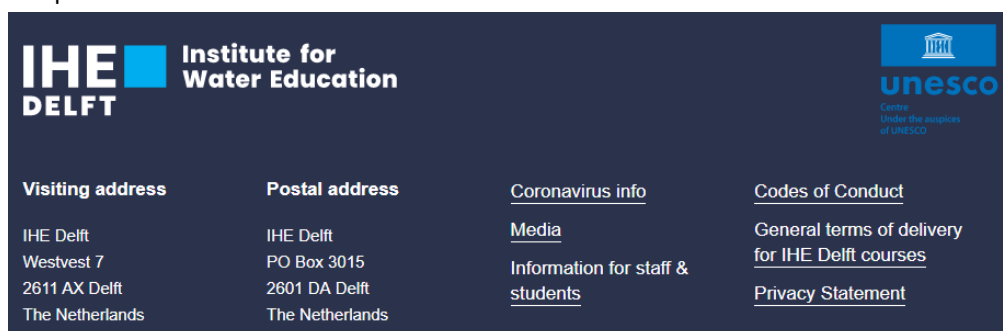 IHE
DELFT
Institute for
Water Education
unesco
Centre
Under the auspices
of UNESCO
Visiting address
IHE Delft
Westvest 7
2611 AX Delft
The Netherlands
Postal address
IHE Delft
PO Box 3015
2601 DA Delft
The Netherlands
Coronavirus info
Media
Information for staff &
students
Codes of Conduct
General terms of delivery
for IHE Delft courses
Privacy Statement